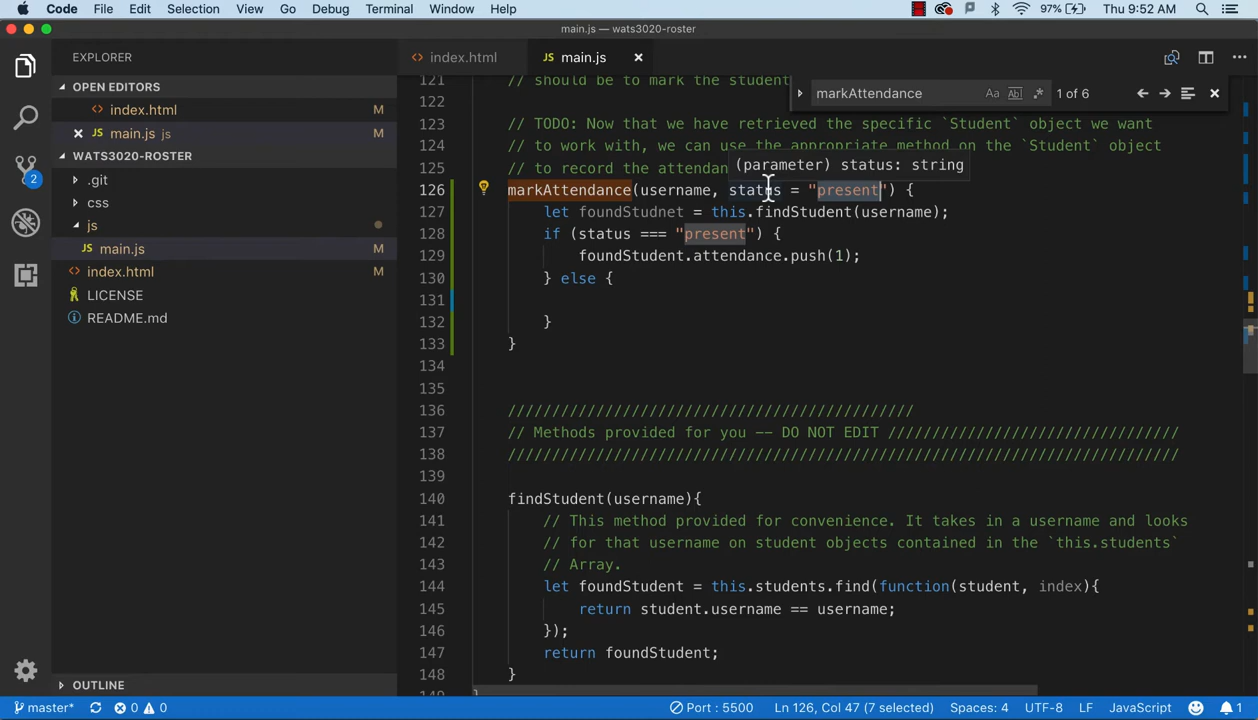 Code File Edit Selection View Go Debug Terminal Window Help 97% Thu 9:52 AM
main.js — wats3020-roster
EXPLORER
index.html
JS main.js
OPEN EDITORS
index.html M
main.js js M
WATS3020-ROSTER
.git
css
js
JS main.js M
index.html M
LICENSE
README.md
OUTLINE
markAttendance Aa Ab| .* 1 of 6
121 // should be to mark the student
122
123 // TODO: Now that we have retrieved the specific `Student` object we want
124 // to work with, we can use the appropriate method on the `Student` object
125 // to record the attendan
(parameter) status: string
126 markAttendance(username, status = "present") {
127 let foundStudnet = this.findStudent(username);
128 if (status === "present") {
129 foundStudent.attendance.push(1);
130 } else {
131
132 }
133 }
134
135
136 //////////////////////////////////////////////
137 // Methods provided for you -- DO NOT EDIT /////////////////////////////////
138 ////////////////////////////////////////////////////////////////////////////
139
140 findStudent(username){
141 // This method provided for convenience. It takes in a username and looks
142 // for that username on student objects contained in the `this.students`
143 // Array.
144 let foundStudent = this.students.find(function(student, index){
145 return student.username == username;
146 });
147 return foundStudent;
148 }
2
master* 0 0 Port : 5500 Ln 126, Col 47 (7 selected) Spaces: 4 UTF-8 LF JavaScript 1